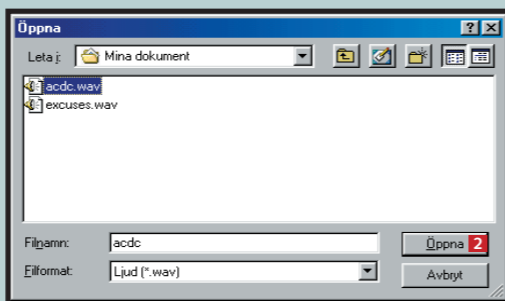 Öppna
Leta i: Mina dokument
acdc.wav
excuses.wav
Filnamn: acdc Öppna 2
Filformat: Ljud (*.wav) Avbryt